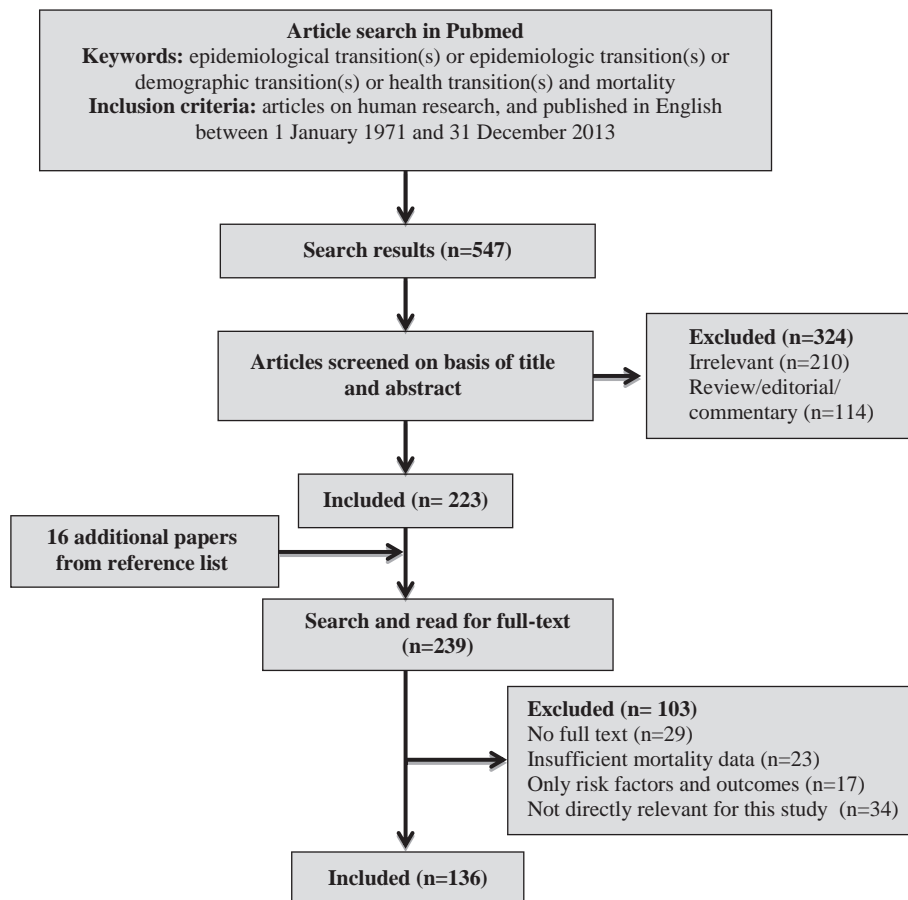 Article search in Pubmed
Keywords: epidemiological transition(s) or epidemiologic transition(s) or
demographic transition(s) or health transition(s) and mortality
Inclusion criteria: articles on human research, and published in English
between 1 January 1971 and 31 December 2013
Search results (n=547)
Articles screened on basis of title
and abstract
Excluded (n=324)
Irrelevant (n=210)
Review/editorial/
commentary (n=114)
Included (n= 223)
16 additional papers
from reference list
Search and read for full-text
(n=239)
Excluded (n= 103)
No full text (n=29)
Insufficient mortality data (n=23)
Only risk factors and outcomes (n=17)
Not directly relevant for this study (n=34)
Included (n=136)